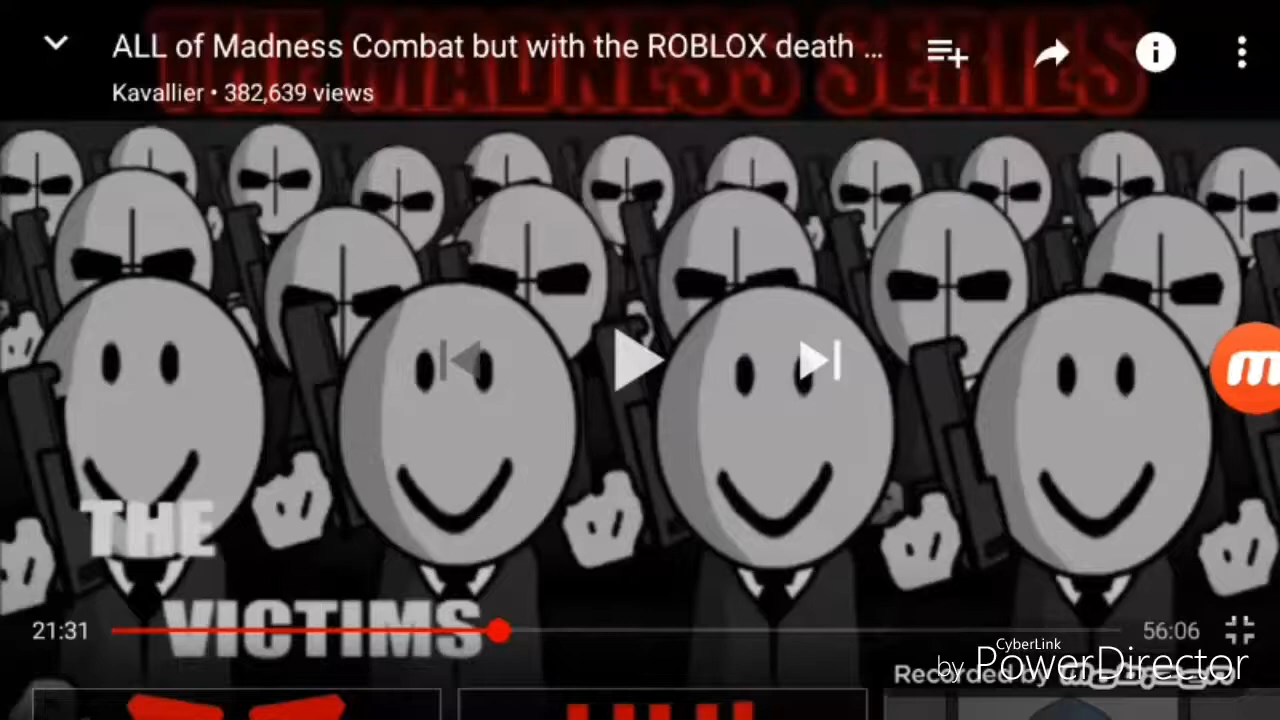 ALL of Madness Combat but with the ROBLOX death ...
THE MADNESS SERIES
Kavallier • 382,639 views
THE
VICTIMS
21:31
56:06
CyberLink
by PowerDirector
Recorded by